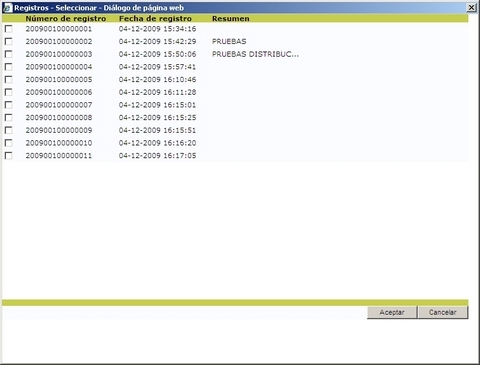 Registros - Seleccionar - Diálogo de página web
Número de registro Fecha de registro Resumen
200900100000001 04-12-2009 15:34:16
200900100000002 04-12-2009 15:42:29 PRUEBAS
200900100000003 04-12-2009 15:50:06 PRUEBAS DISTRIBUC...
200900100000004 04-12-2009 15:57:41
200900100000005 04-12-2009 16:10:46
200900100000006 04-12-2009 16:11:28
200900100000007 04-12-2009 16:15:01
200900100000008 04-12-2009 16:15:25
200900100000009 04-12-2009 16:15:51
200900100000010 04-12-2009 16:16:20
200900100000011 04-12-2009 16:17:05
Aceptar Cancelar